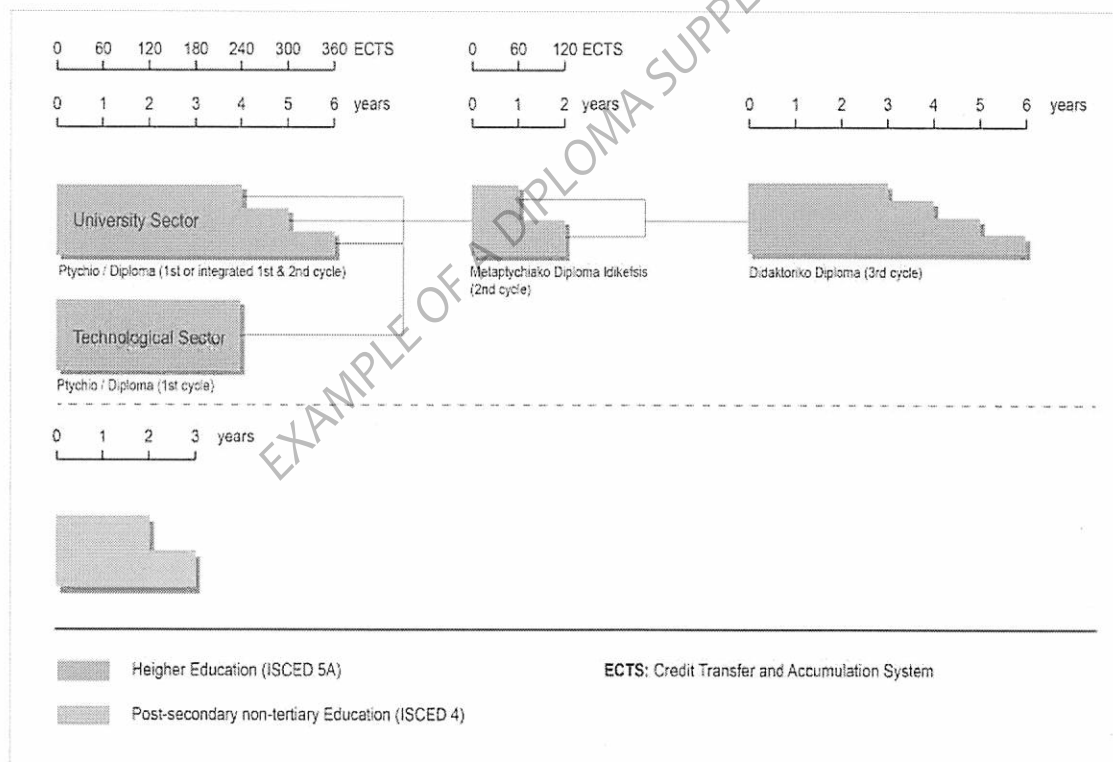 0 60 120 180 240 300 360 ECTS
0 60 120 ECTS
0 1 2 3 4 5 6 years
0 1 2 years
0 1 2 3 4 5 6 years
University Sector
Ptychio / Diploma (1st or integrated 1st & 2nd cycle)
Metaptychiako Diploma Idikefsis
(2nd cycle)
Didaktoriko Diploma (3rd cycle)
Technological Sector
Ptychio / Diploma (1st cycle)
0 1 2 3 years
Heigher Education (ISCED 5A)
ECTS: Credit Transfer and Accumulation System
Post-secondary non-tertiary Education (ISCED 4)
EXAMPLE OF A DIPLOMA SUPPL